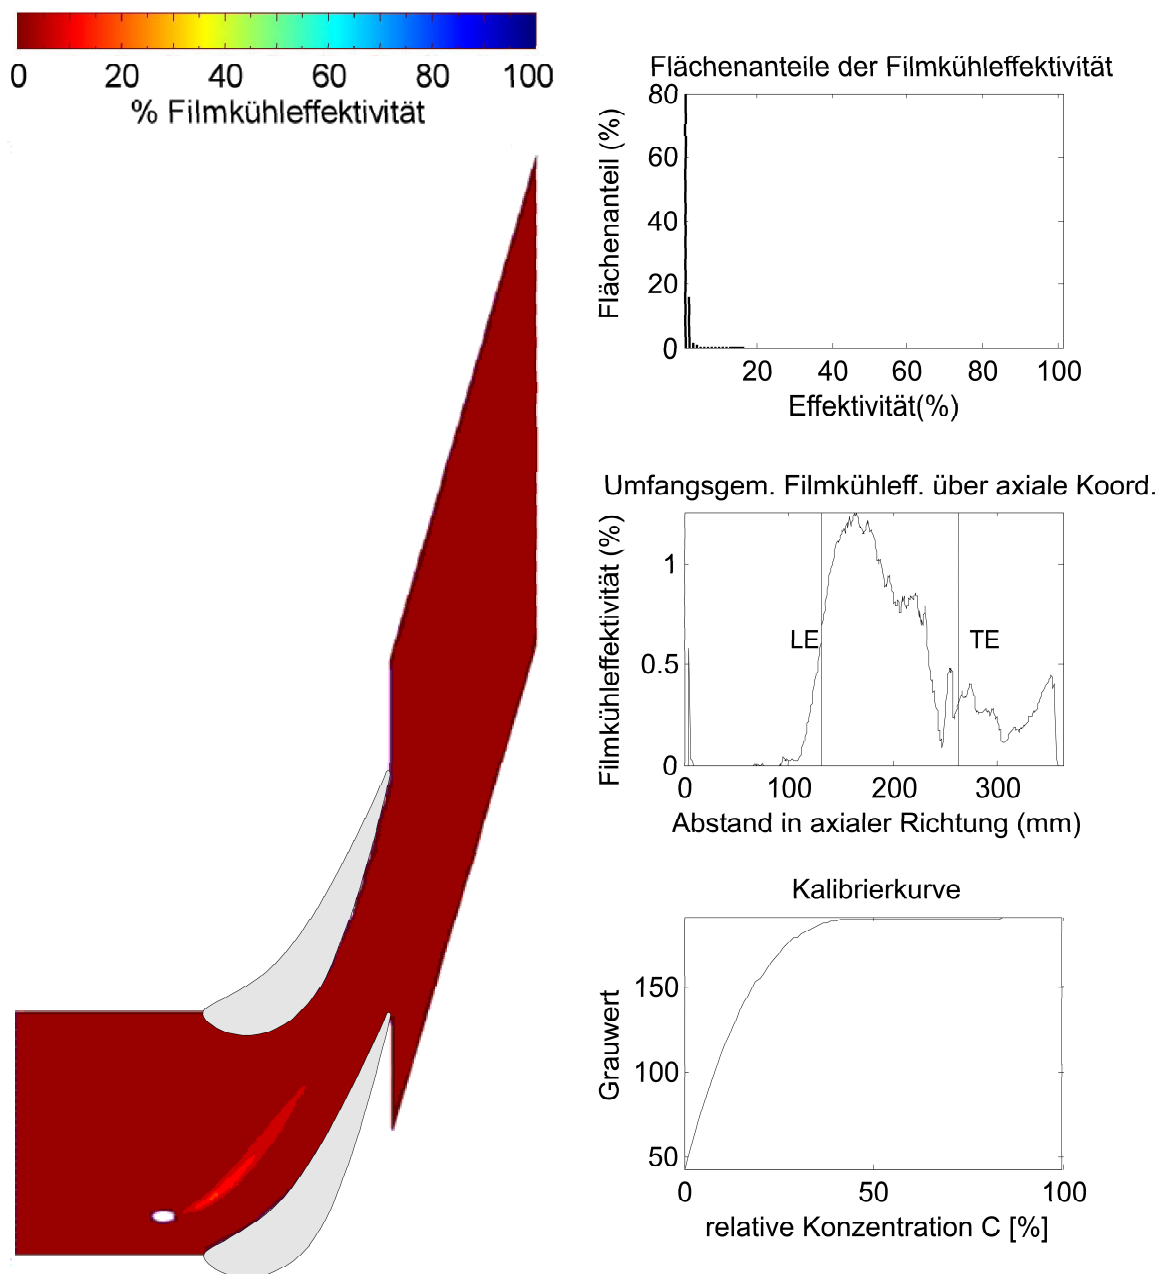 0 20 40 60 80 100
% Filmkühleffektivität
Flächenanteile der Filmkühleffektivität
80
60
40
20
0
Flächenanteil (%)
20 40 60 80 100
Effektivität(%)
Umfangsgem. Filmkühleff. über axiale Koord.
1
0.5
0
Filmkühleffektivität (%)
LE TE
0 100 200 300
Abstand in axialer Richtung (mm)
Kalibrierkurve
150
100
50
Grauwert
0 50 100
relative Konzentration C [%]